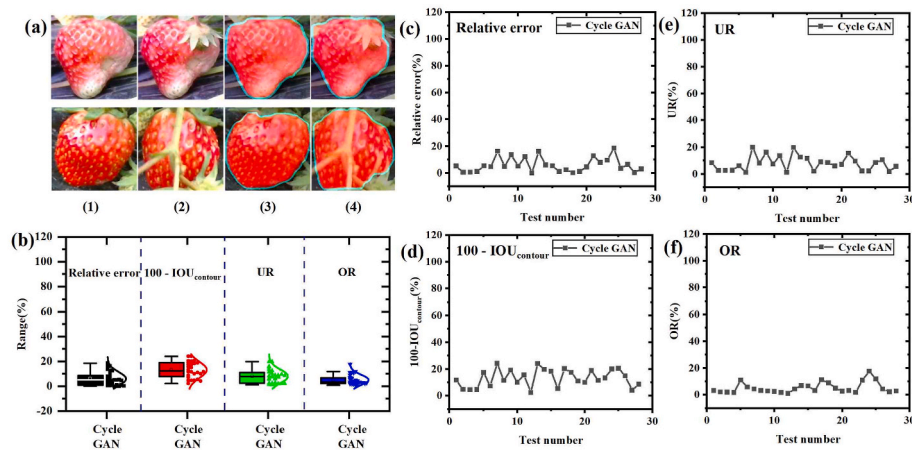 (a)
(1) (2) (3) (4)
(b)
120
100
80
60
40
20
0
-20
Range(%)
Relative error 100 - IOUcontour UR OR
Cycle GAN Cycle GAN Cycle GAN Cycle GAN
(c)
Relative error
Cycle GAN
120
100
80
60
40
20
0
Relative error(%)
0 10 20 30
Test number
(e)
UR
Cycle GAN
120
100
80
60
40
20
0
UR(%)
0 10 20 30
Test number
(d)
100 - IOUcontour
Cycle GAN
120
100
80
60
40
20
0
100-IOUcontour(%)
0 10 20 30
Test number
(f)
OR
Cycle GAN
120
100
80
60
40
20
0
OR(%)
0 10 20 30
Test number